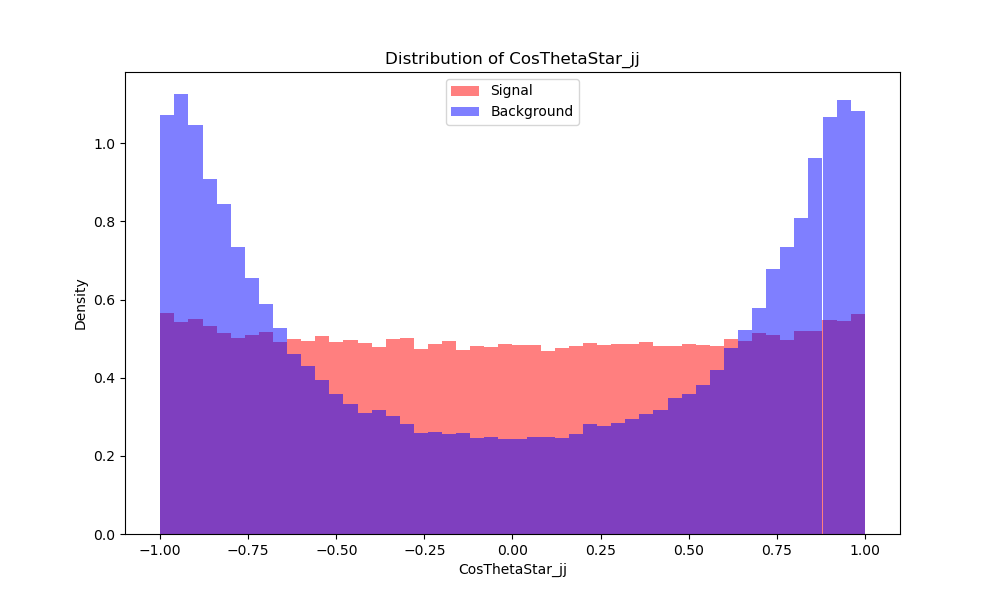 Distribution of CosThetaStar_jj
Signal
Background
Density
1.0
0.8
0.6
0.4
0.2
0.0
−1.00 −0.75 −0.50 −0.25 0.00 0.25 0.50 0.75 1.00
CosThetaStar_jj